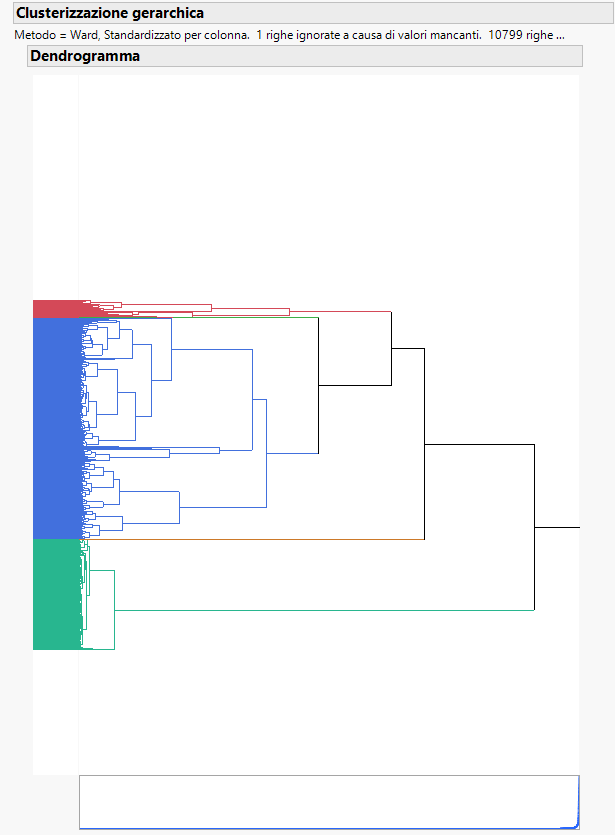 Clusterizzazione gerarchica
Metodo = Ward, Standardizzato per colonna. 1 righe ignorate a causa di valori mancanti. 10799 righe ...
Dendrogramma